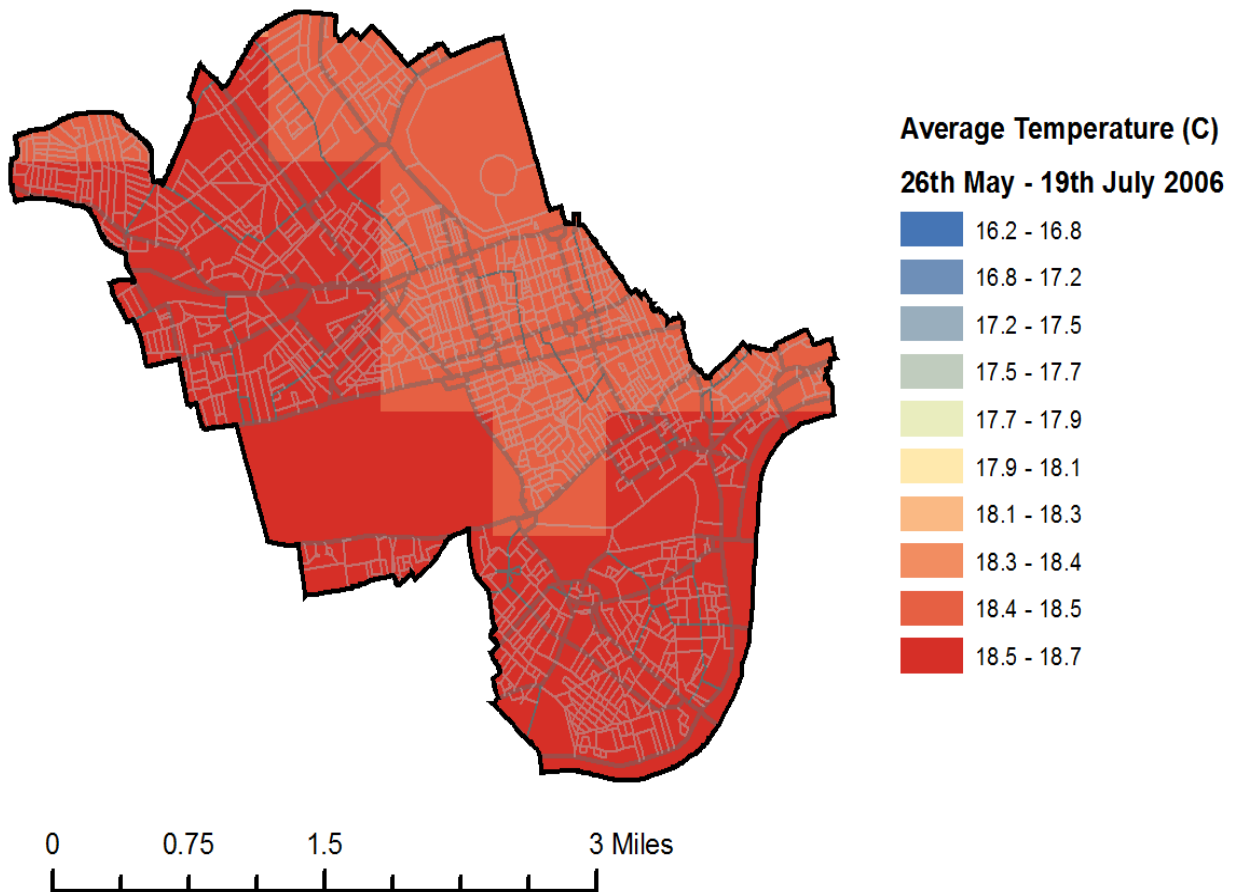 Average Temperature (C)
26th May - 19th July 2006
16.2 - 16.8
16.8 - 17.2
17.2 - 17.5
17.5 - 17.7
17.7 - 17.9
17.9 - 18.1
18.1 - 18.3
18.3 - 18.4
18.4 - 18.5
18.5 - 18.7
0 0.75 1.5 3 Miles